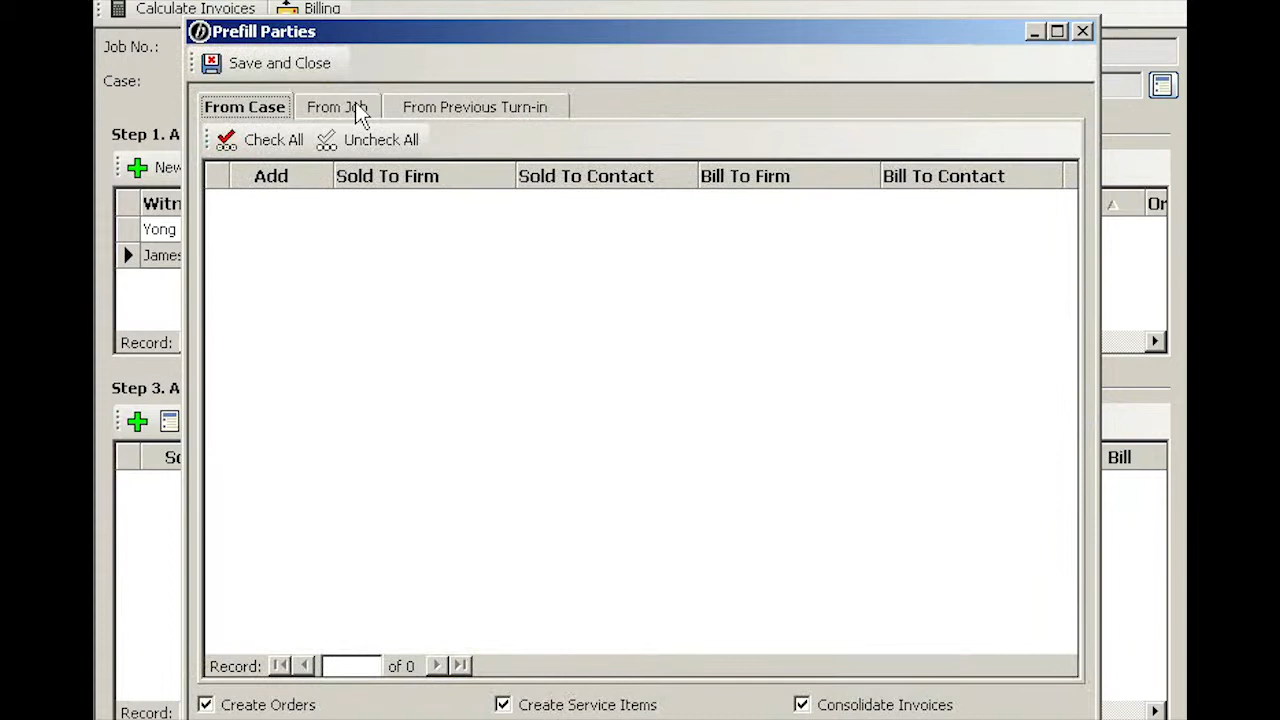 Calculate Invoices Billing
Prefill Parties
Job No.:
Save and Close
Case:
From Case From Job From Previous Turn-in
Step 1. A
Check All Uncheck All
New
Add Sold To Firm Sold To Contact Bill To Firm Bill To Contact
Witn Or
Yong
James
Record:
Step 3. A
Sc Bill
Record: of 0
Create Orders Create Service Items Consolidate Invoices
Record: